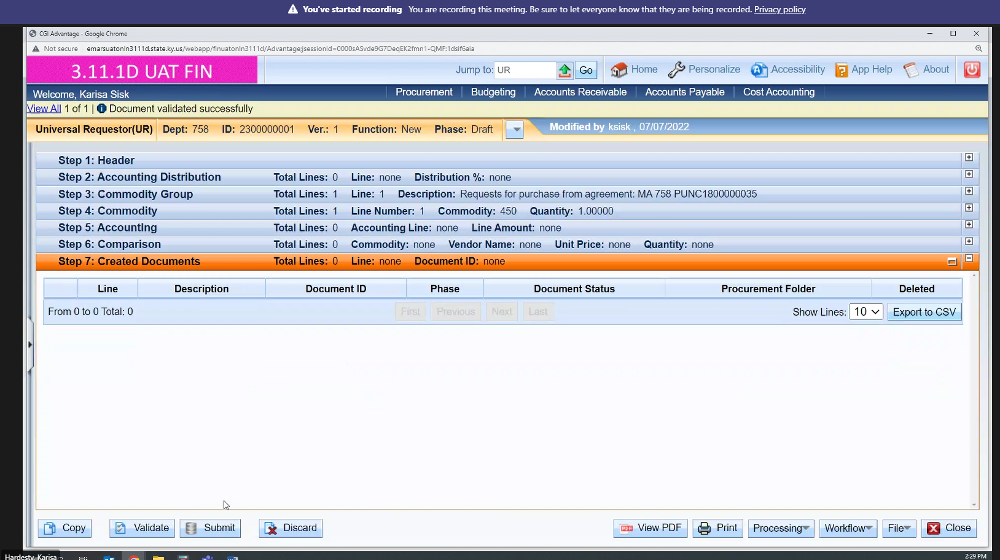 You've started recording You are recording this meeting. Be sure to let everyone know that they are being recorded. Privacy policy
CGI Advantage - Google Chrome
Not secure emarsuatonln3111d.state.ky.us/webapp/finuatonln3111d/Advantage;jsessionid=0000sASvde9G7DeqEK2fmn1-QMF:1dsif6aia
3.11.1D UAT FIN Jump to: UR Go Home Personalize Accessibility App Help About
Welcome, Karisa Sisk Procurement Budgeting Accounts Receivable Accounts Payable Cost Accounting
View All 1 of 1 | Document validated successfully
Universal Requestor(UR) Dept: 758 ID: 2300000001 Ver.: 1 Function: New Phase: Draft Modified by ksisk , 07/07/2022
Step 1: Header
Step 2: Accounting Distribution Total Lines: 0 Line: none Distribution %: none
Step 3: Commodity Group Total Lines: 1 Line: 1 Description: Requests for purchase from agreement: MA 758 PUNC1800000035
Step 4: Commodity Total Lines: 1 Line Number: 1 Commodity: 450 Quantity: 1.00000
Step 5: Accounting Total Lines: 0 Accounting Line: none Line Amount: none
Step 6: Comparison Total Lines: 0 Commodity: none Vendor Name: none Unit Price: none Quantity: none
Step 7: Created Documents Total Lines: 0 Line: none Document ID: none
Line Description Document ID Phase Document Status Procurement Folder Deleted
From 0 to 0 Total: 0 First Previous Next Last Show Lines: 10 Export to CSV
Copy Validate Submit Discard View PDF Print Processing Workflow File Close
Hardesty, Karisa 2:29 PM